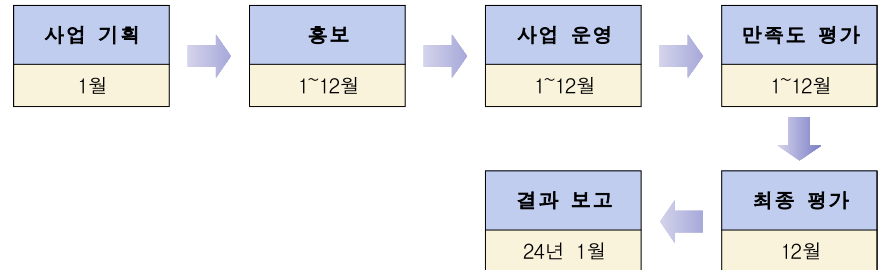 사업 기획
1월
홍보
1~12월
사업 운영
1~12월
만족도 평가
1~12월
최종 평가
12월
결과 보고
24년 1월